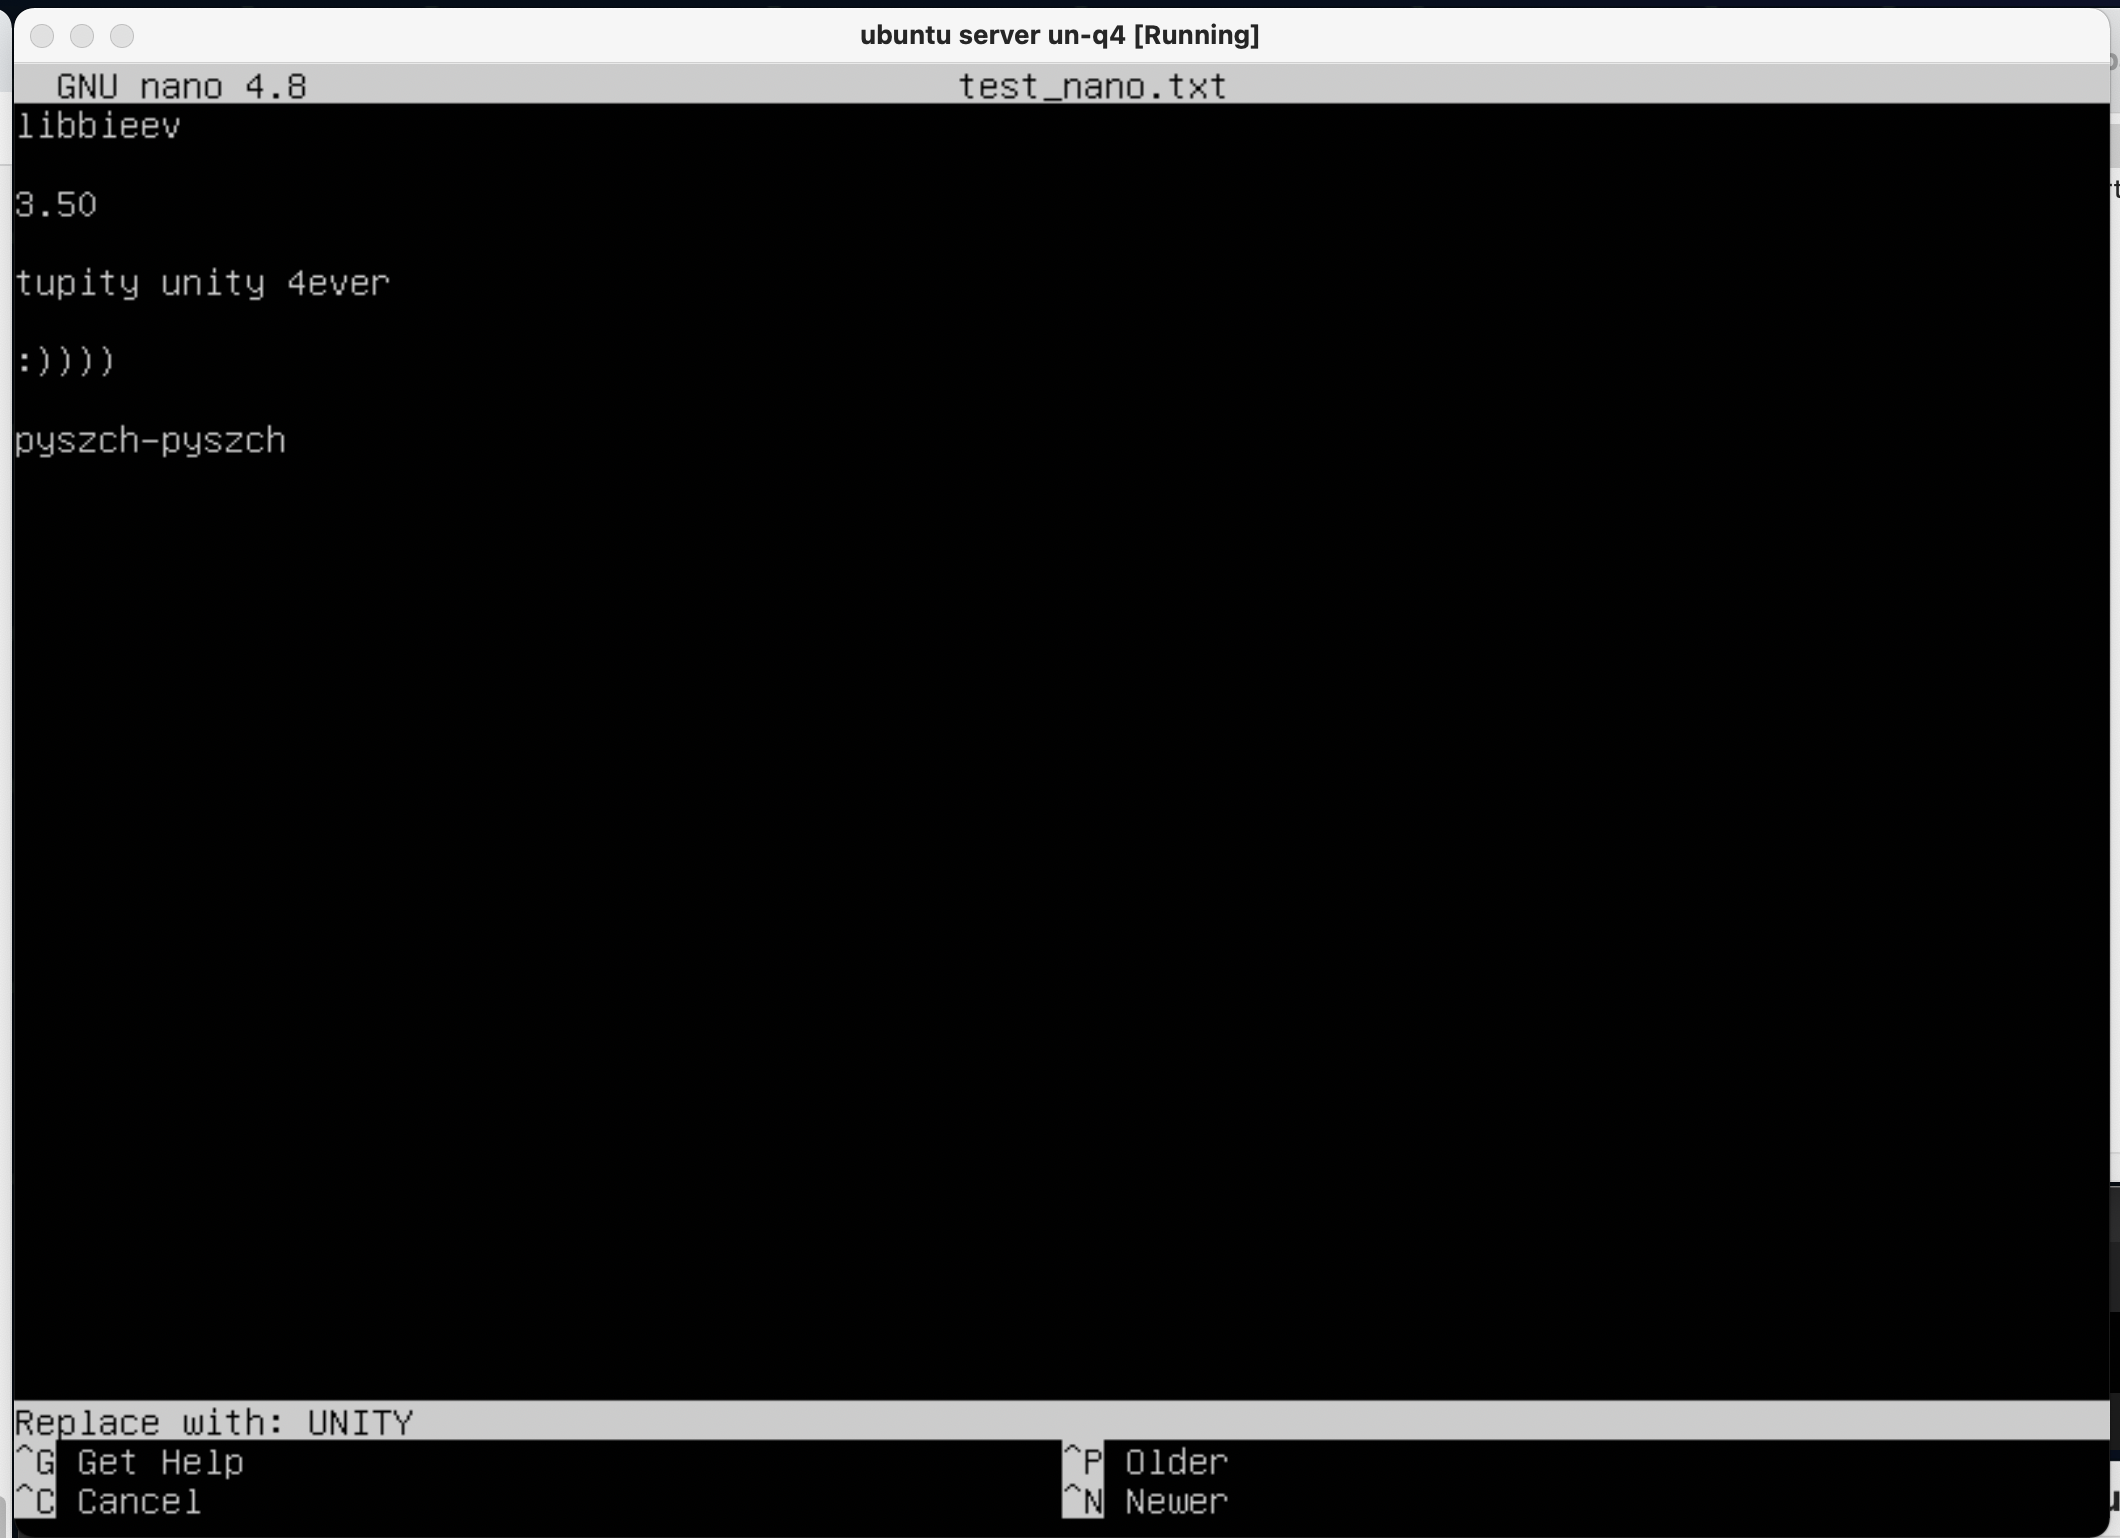 ubuntu server un-q4 [Running]
GNU nano 4.8 test_nano.txt
libbieev
3.50
tupity unity 4ever
:))))
pyszch-pyszch
Replace with: UNITY
^G Get Help ^P Older
^C Cancel ^N Newer